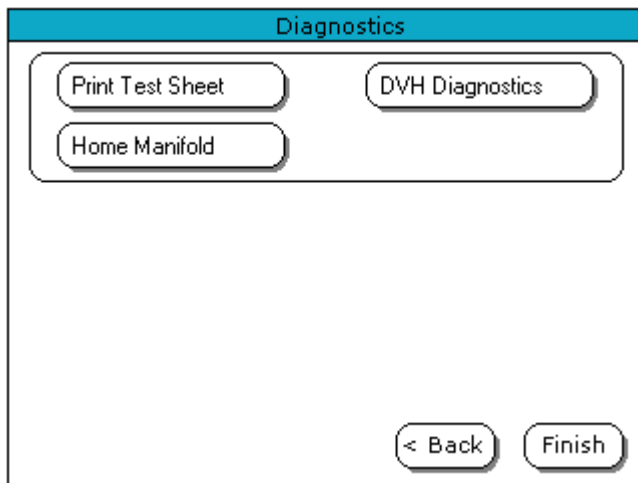 Diagnostics
Print Test Sheet
DVH Diagnostics
Home Manifold
< Back
Finish